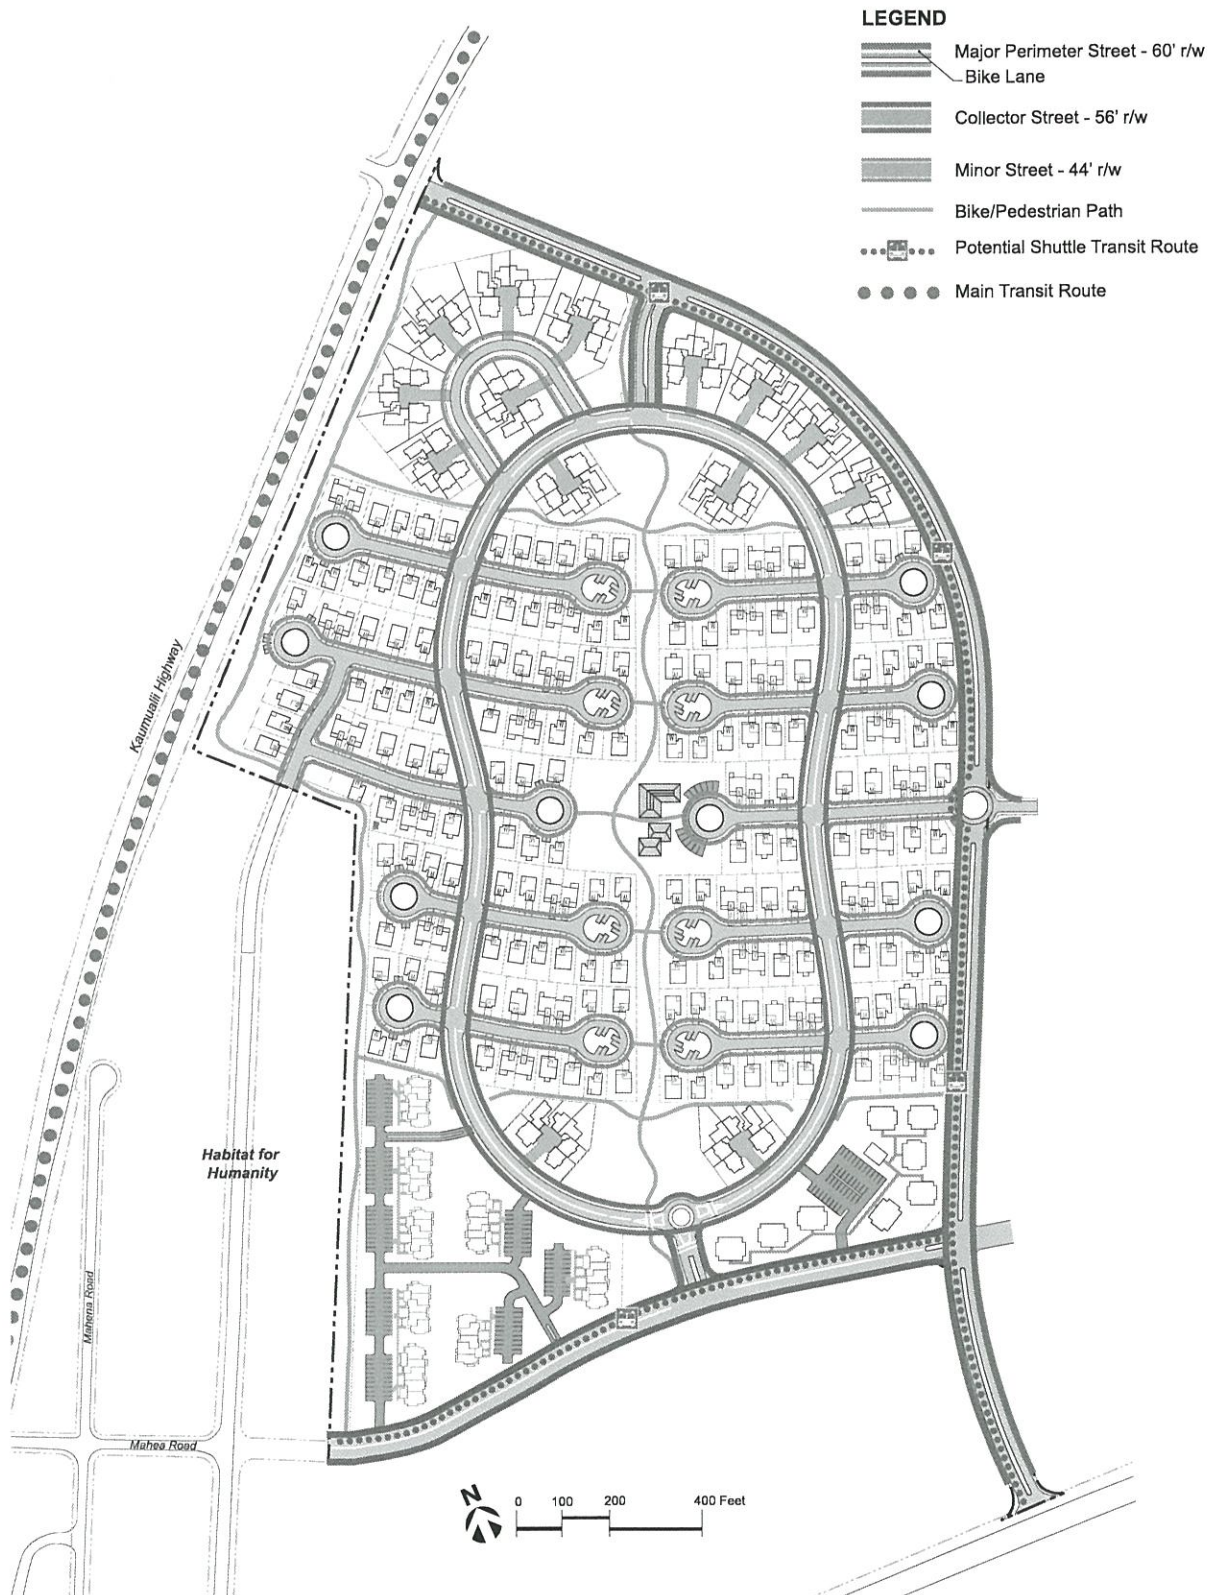 LEGEND
Major Perimeter Street - 60' r/w
Bike Lane
Collector Street - 56' r/w
Minor Street - 44' r/w
Bike/Pedestrian Path
Potential Shuttle Transit Route
Main Transit Route
Kaumualii Highway
Habitat for
Humanity
Mahena Road
Mahea Road
N
0 100 200 400 Feet